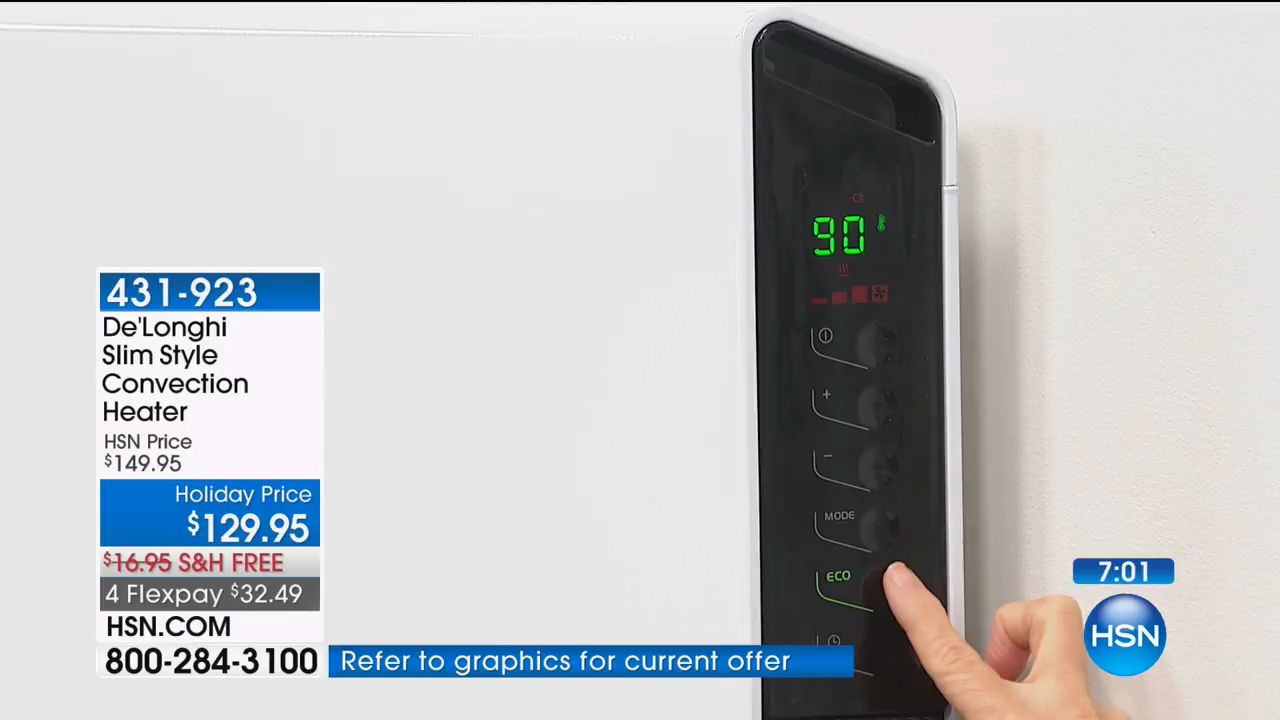 431-923
De'Longhi
Slim Style
Convection
Heater
HSN Price
$149.95
Holiday Price
$129.95
$16.95 S&H FREE
4 Flexpay $32.49
HSN.COM
800-284-3100
Refer to graphics for current offer
90
+
-
MODE
ECO
7:01
HSN